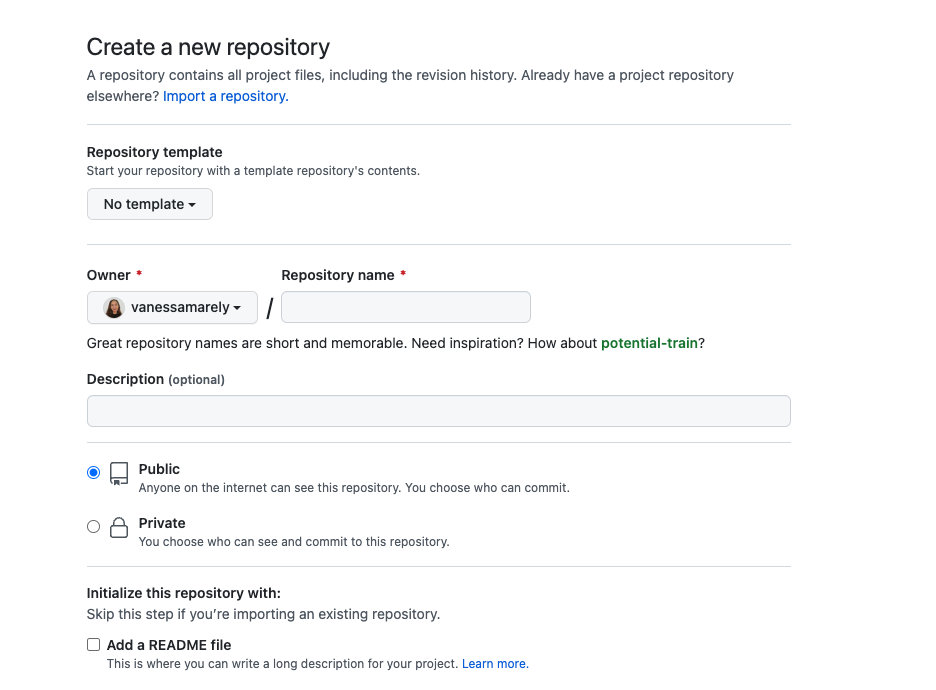 Create a new repository
A repository contains all project files, including the revision history. Already have a project repository
elsewhere? Import a repository.
Repository template
Start your repository with a template repository's contents.
No template
Owner * Repository name *
vanessamarely /
Great repository names are short and memorable. Need inspiration? How about potential-train?
Description (optional)
Public
Anyone on the internet can see this repository. You choose who can commit.
Private
You choose who can see and commit to this repository.
Initialize this repository with:
Skip this step if you’re importing an existing repository.
Add a README file
This is where you can write a long description for your project. Learn more.